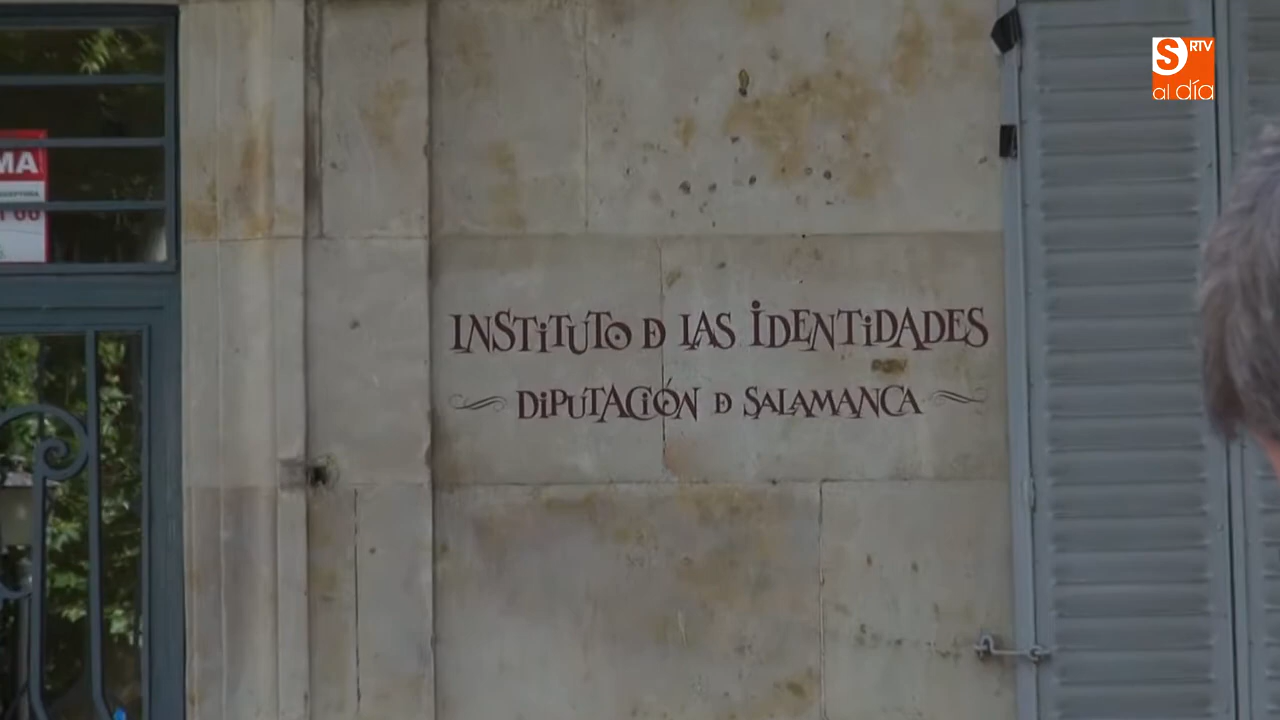 S RTV
al día
MA
INSTITUTO D LAS IDENTIDADES
DIPUTACIÓN D SALAMANCA